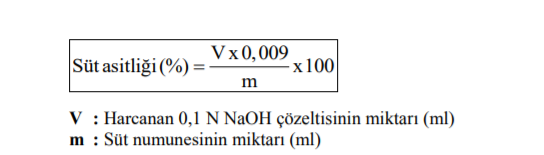 Süt asitliği (%) = V x 0,009 / m x 100
V : Harcanan 0,1 N NaOH çözeltisinin miktarı (ml)
m : Süt numunesinin miktarı (ml)